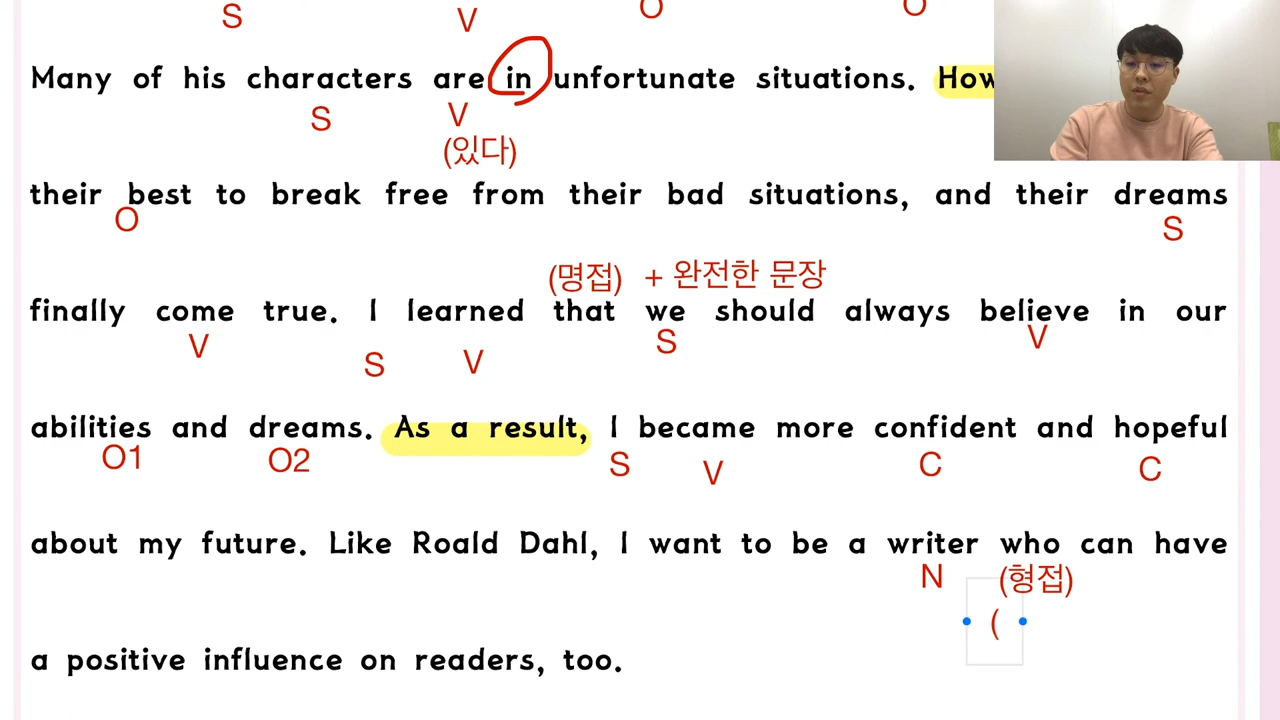 S V O O
Many of his characters are in unfortunate situations. How
S V
(있다)
their best to break free from their bad situations, and their dreams
O S
(명접) + 완전한 문장
finally come true. I learned that we should always believe in our
V S V S V
abilities and dreams. As a result, I became more confident and hopeful
O1 O2 S V C C
about my future. Like Roald Dahl, I want to be a writer who can have
N (형접)
(
a positive influence on readers, too.